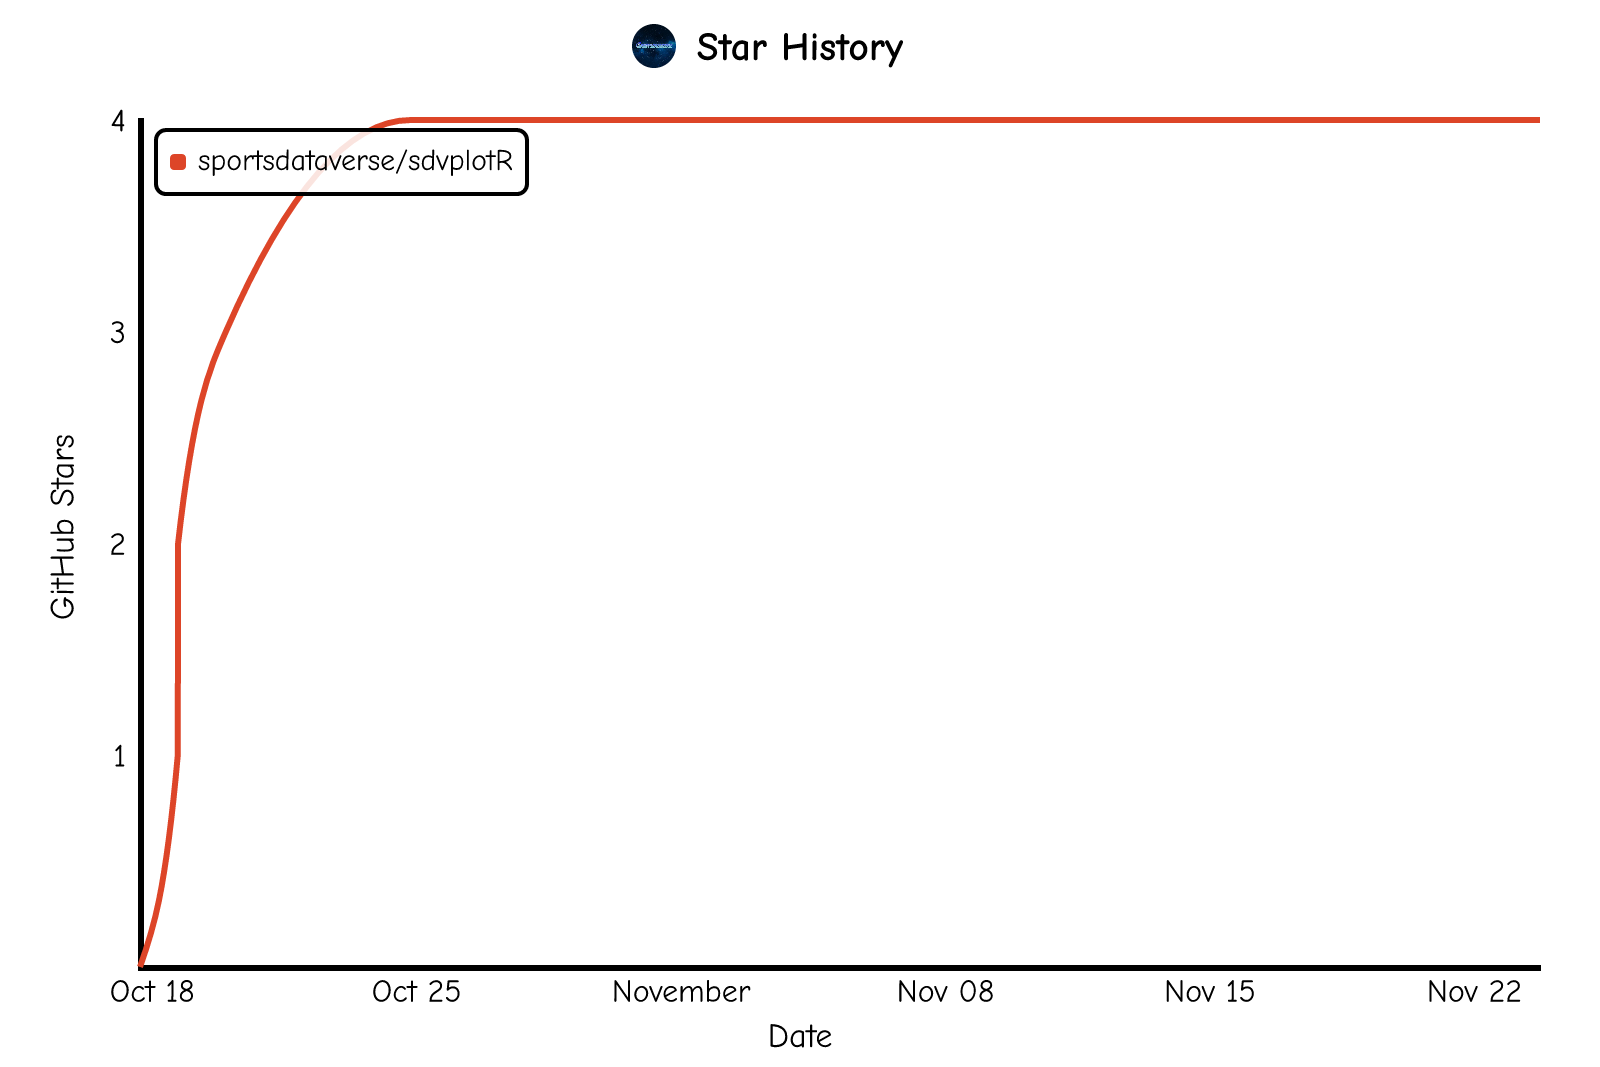 Star History
sportsdataverse/sdvplotR
4
3
2
1
GitHub Stars
Oct 18
Oct 25
November
Nov 08
Nov 15
Nov 22
Date